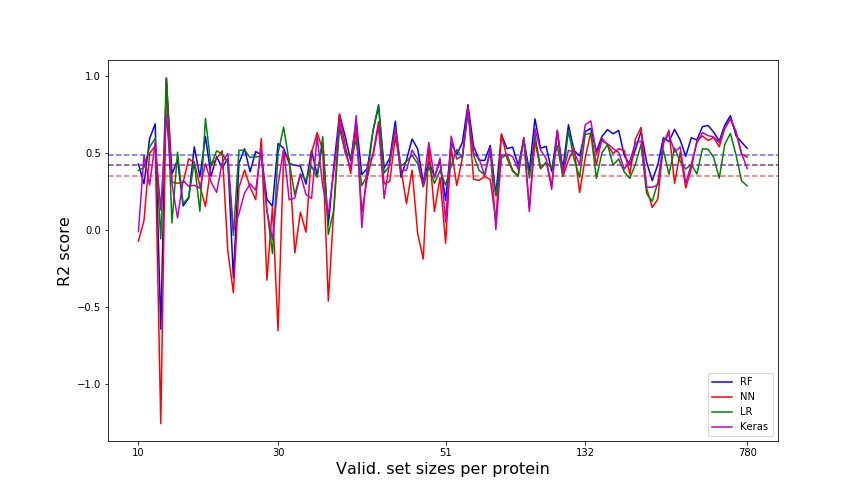 1.0
0.5
0.0
−0.5
−1.0
R2 score
10
30
51
132
780
Valid. set sizes per protein
RF
NN
LR
Keras